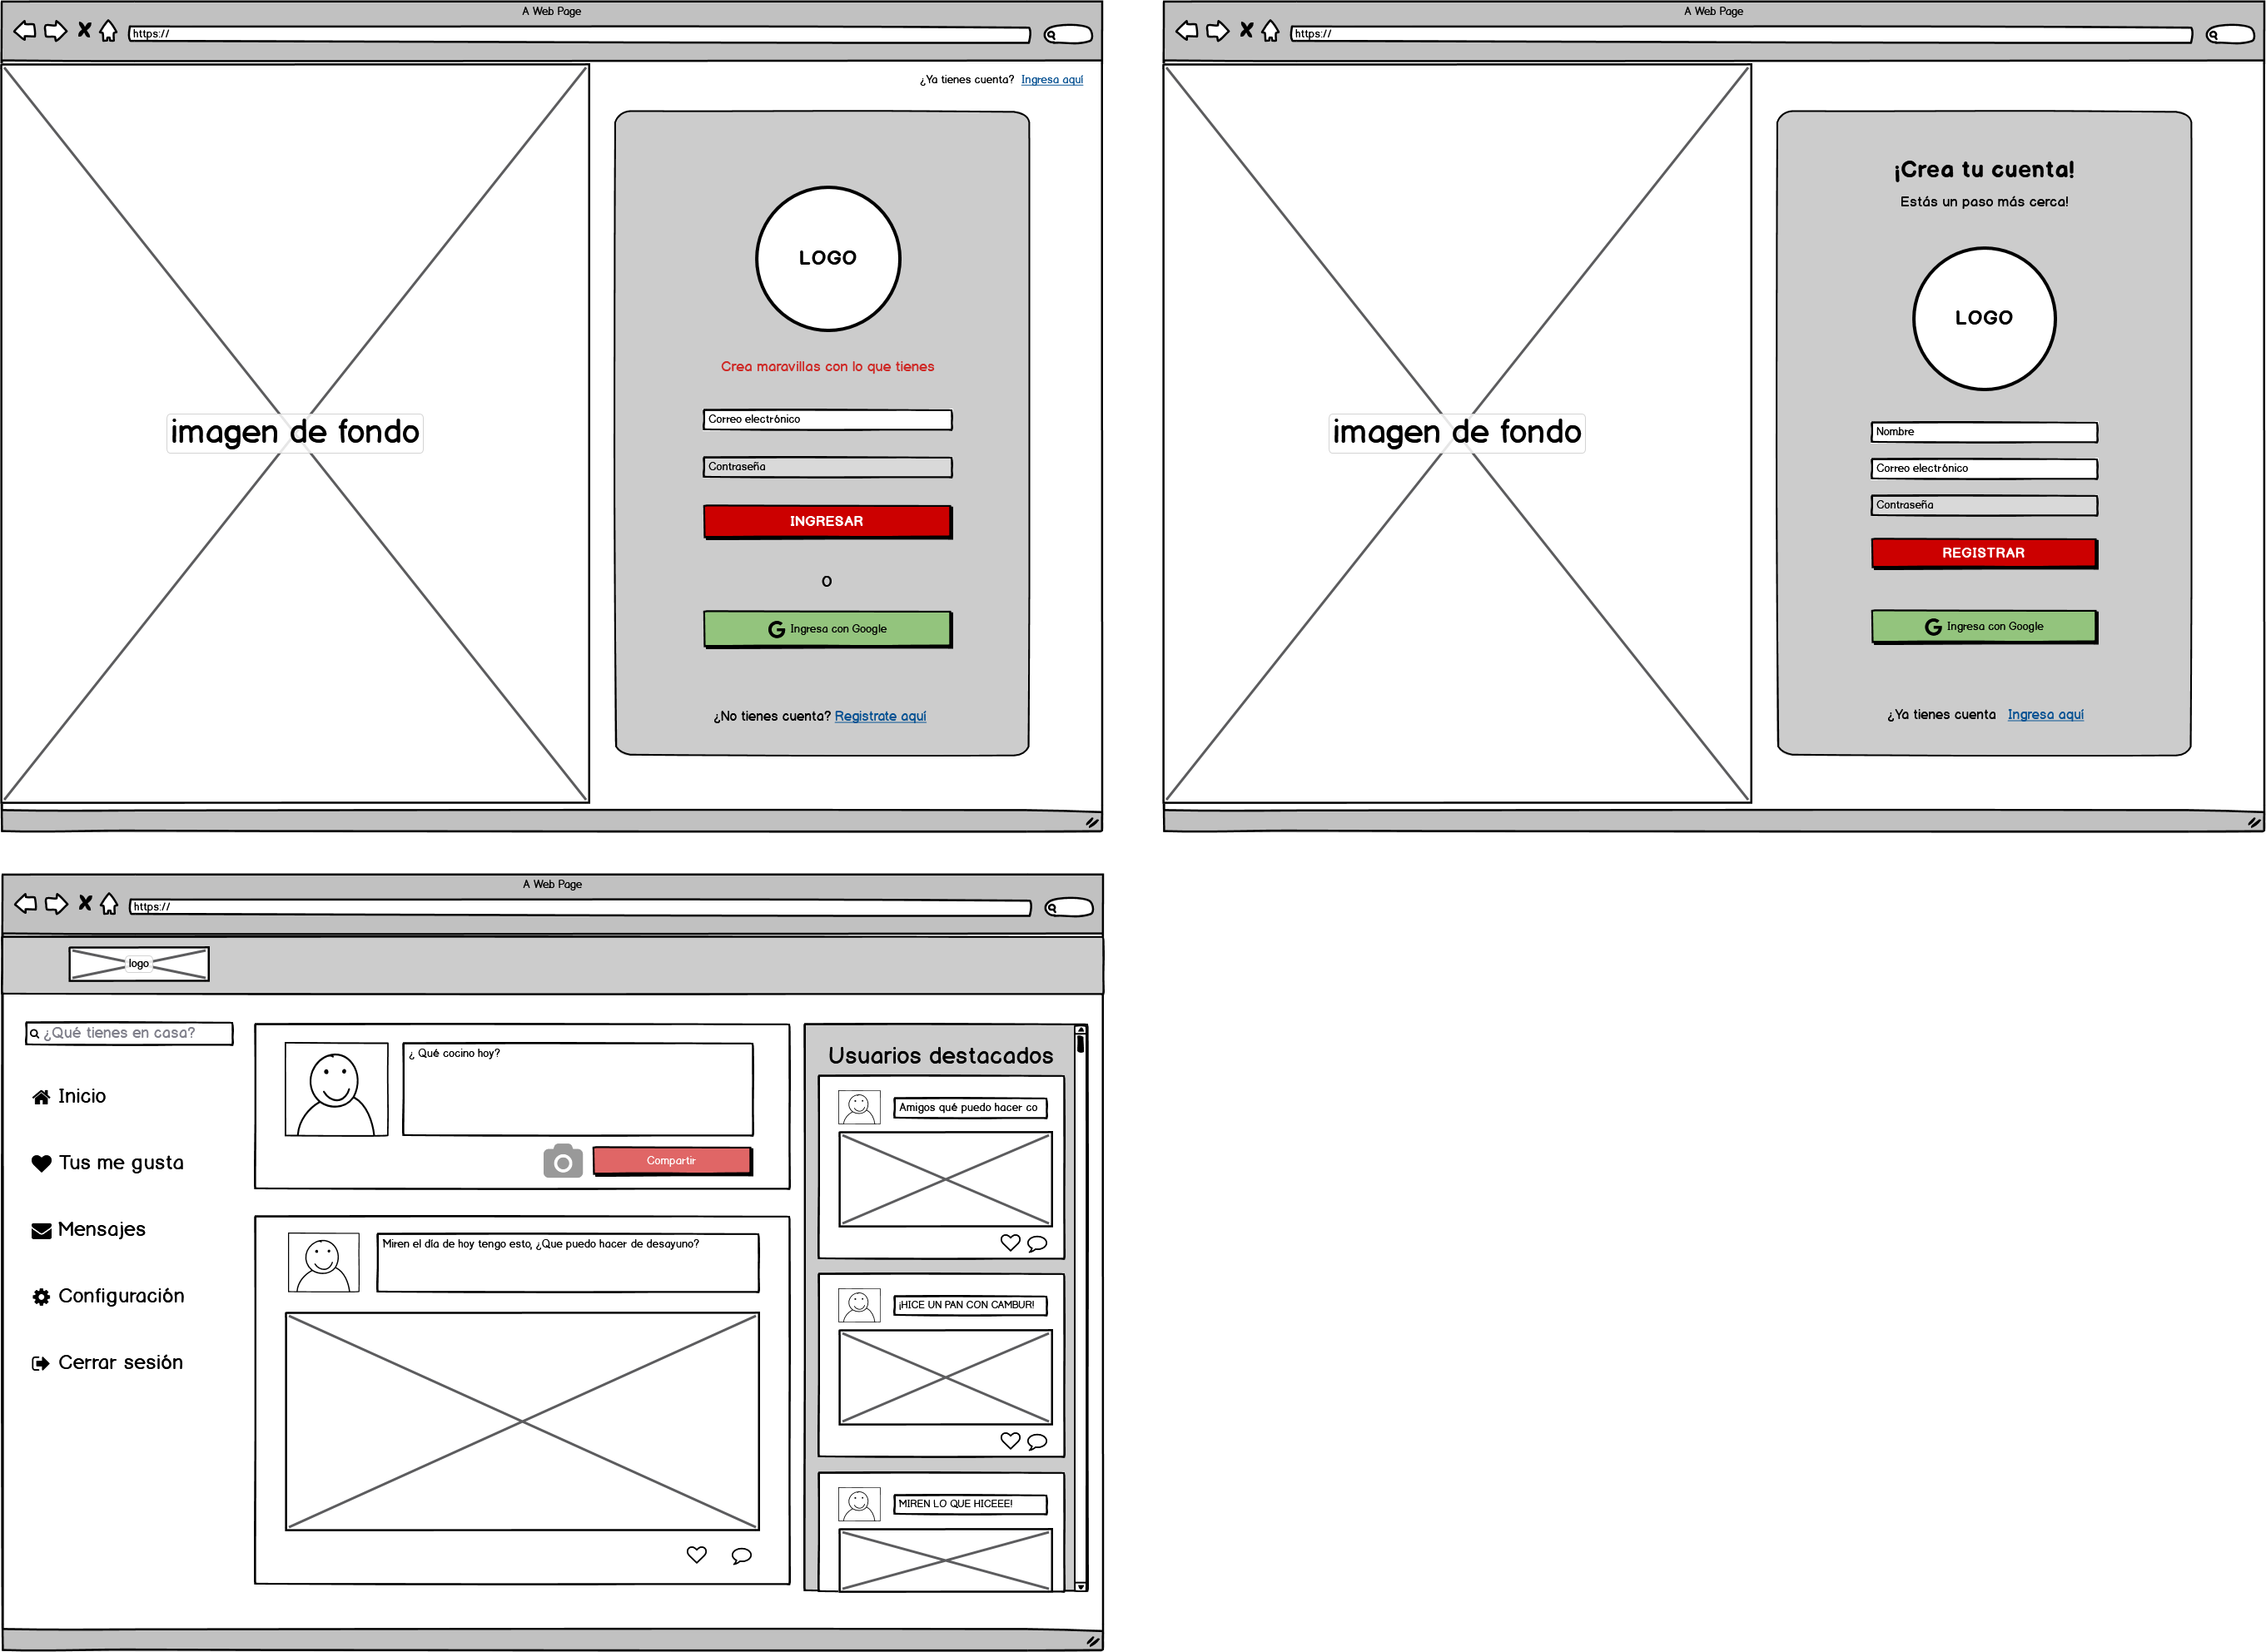 A Web Page
https://
¿Ya tienes cuenta? Ingresa aquí
LOGO
Crea maravillas con lo que tienes
imagen de fondo
Correo electrónico
Contraseña
INGRESAR
O
Ingresa con Google
¿No tienes cuenta? Registrate aquí
A Web Page
https://
¡Crea tu cuenta!
Estás un paso más cerca!
LOGO
imagen de fondo
Nombre
Correo electrónico
Contraseña
REGISTRAR
Ingresa con Google
¿Ya tienes cuenta Ingresa aquí
A Web Page
https://
logo
¿Qué tienes en casa?
Inicio
Tus me gusta
Mensajes
Configuración
Cerrar sesión
¿ Qué cocino hoy?
Compartir
Miren el día de hoy tengo esto, ¿Que puedo hacer de desayuno?
Usuarios destacados
Amigos qué puedo hacer co
¡HICE UN PAN CON CAMBUR!
MIREN LO QUE HICEEE!